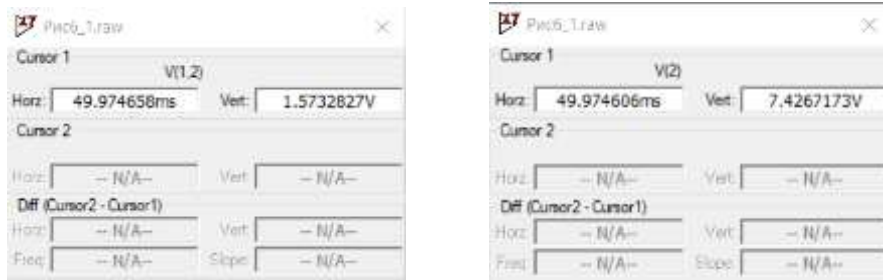 Рис6_1.raw
Cursor 1
V(1,2)
Horz: 49.974658ms Vert: 1.5732827V
Cursor 2
Horz: -- N/A-- Vert: -- N/A--
Diff (Cursor2 - Cursor1)
Horz: -- N/A-- Vert: -- N/A--
Freq: -- N/A-- Slope: -- N/A--
Рис6_1.raw
Cursor 1
V(2)
Horz: 49.974606ms Vert: 7.4267173V
Cursor 2
Horz: -- N/A-- Vert: -- N/A--
Diff (Cursor2 - Cursor1)
Horz: -- N/A-- Vert: -- N/A--
Freq: -- N/A-- Slope: -- N/A--